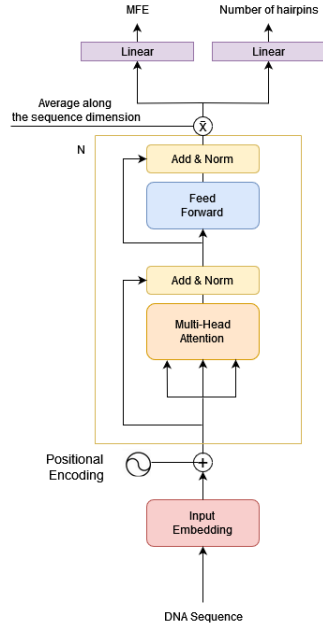 MFE
Number of hairpins
Linear
Linear
Average along
the sequence dimension
x̄
N
Add & Norm
Feed
Forward
Add & Norm
Multi-Head
Attention
Positional
Encoding
+
Input
Embedding
DNA Sequence